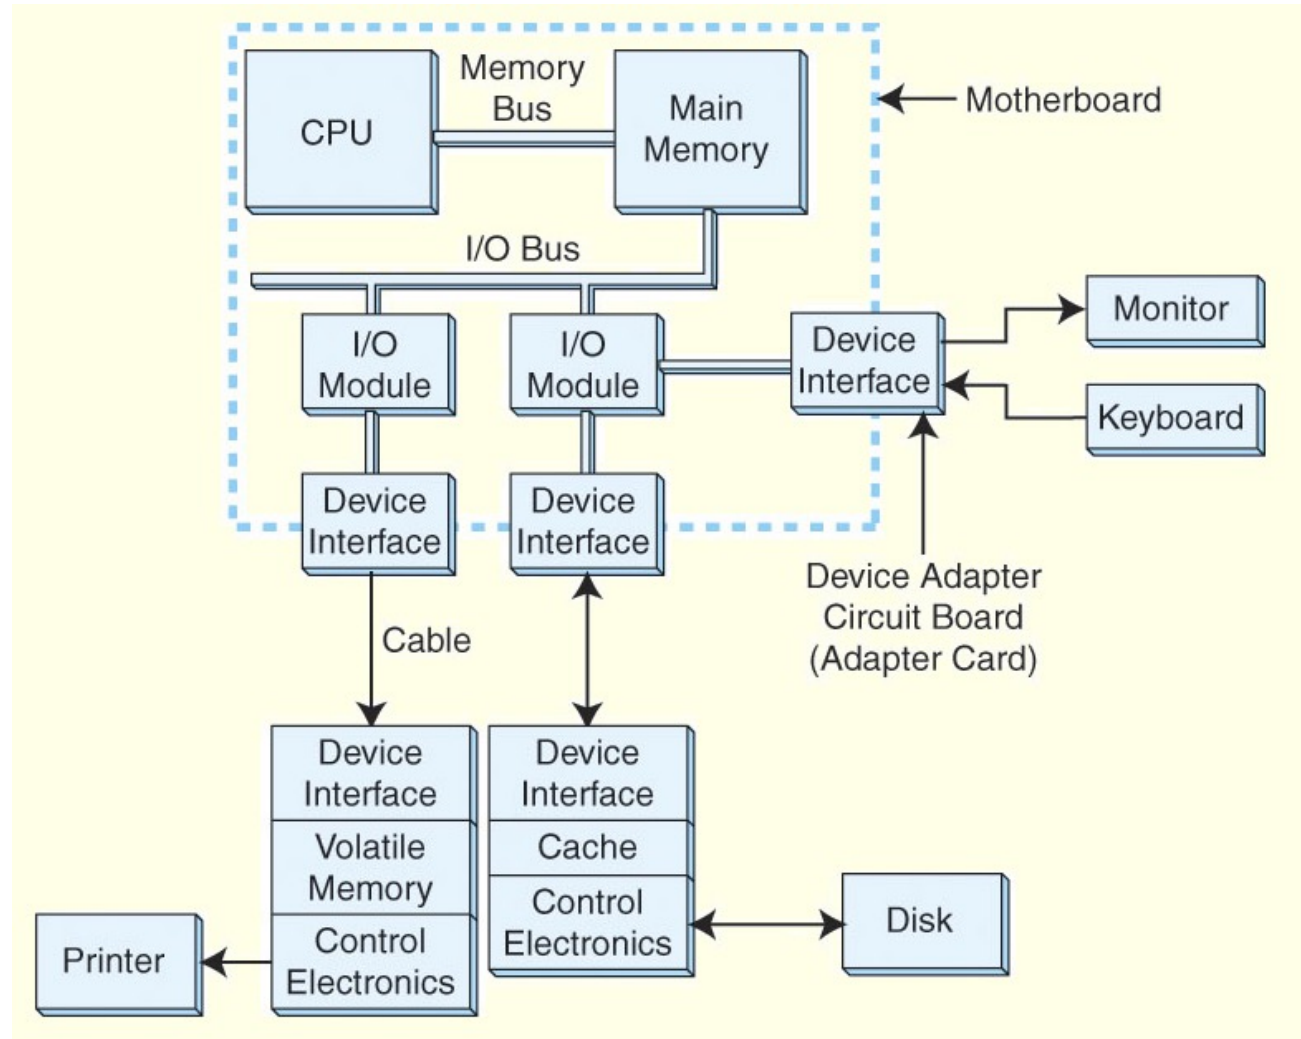 Memory
Bus
CPU
Main
Memory
Motherboard
I/O Bus
I/O
Module
I/O
Module
Device
Interface
Monitor
Keyboard
Device
Interface
Device
Interface
Device Adapter
Circuit Board
(Adapter Card)
Cable
Device
Interface
Volatile
Memory
Control
Electronics
Device
Interface
Cache
Control
Electronics
Printer
Disk